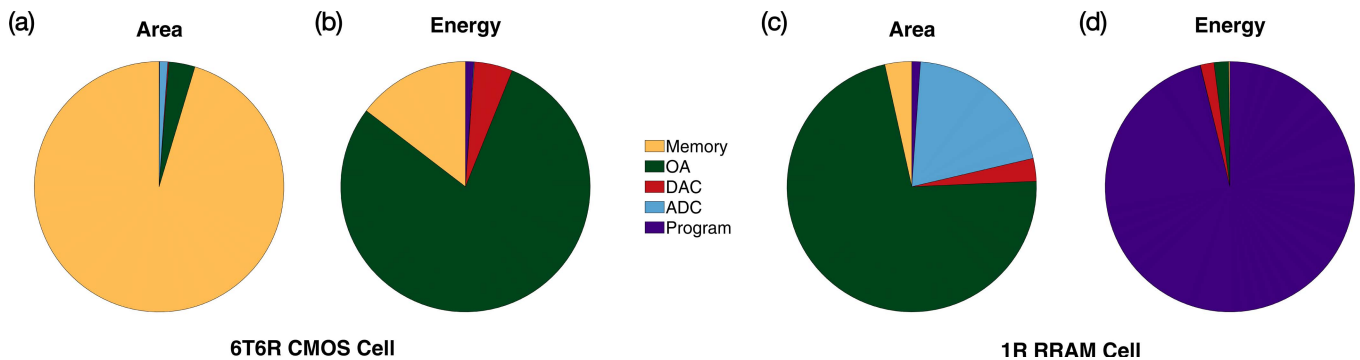 (a)
Area
(b)
Energy
Memory
OA
DAC
ADC
Program
6T6R CMOS Cell
(c)
Area
(d)
Energy
1R RRAM Cell